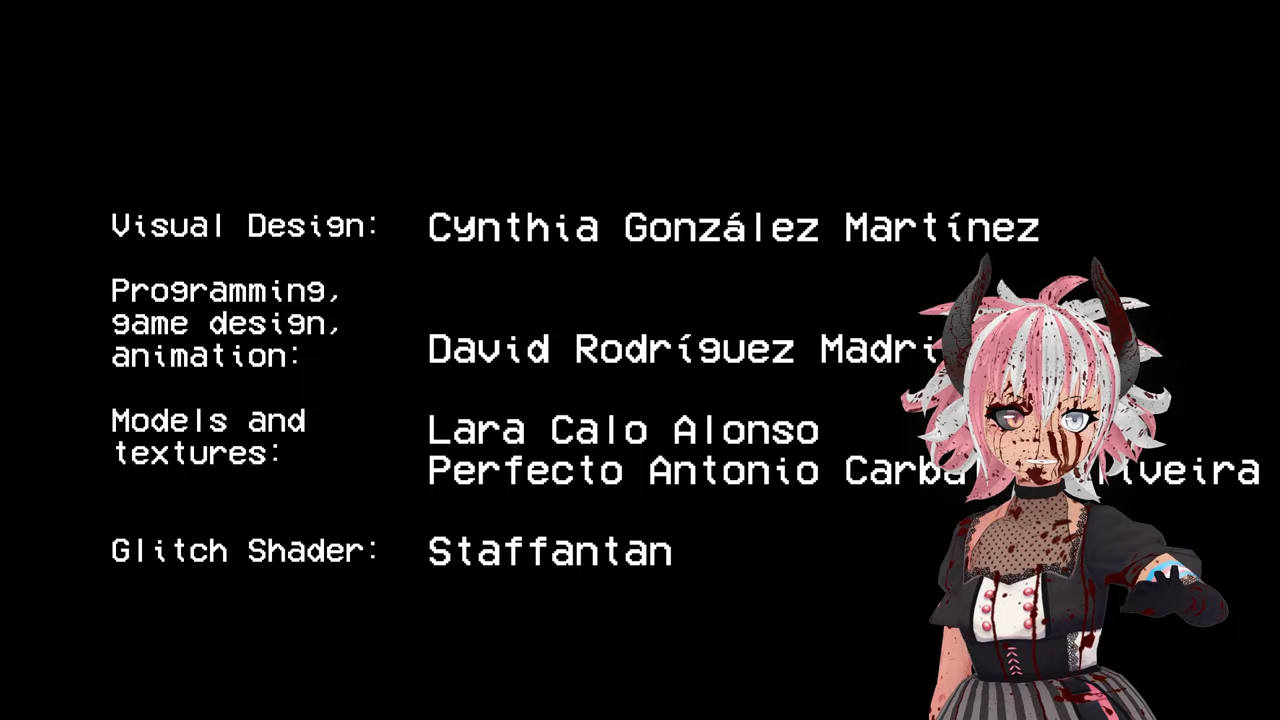 Visual Design: Cynthia González Martínez
Programming,
game design,
animation:
David Rodríguez
Models and
textures:
Lara Calo Alonso
Perfecto Antonio
Glitch Shader: Staffantan